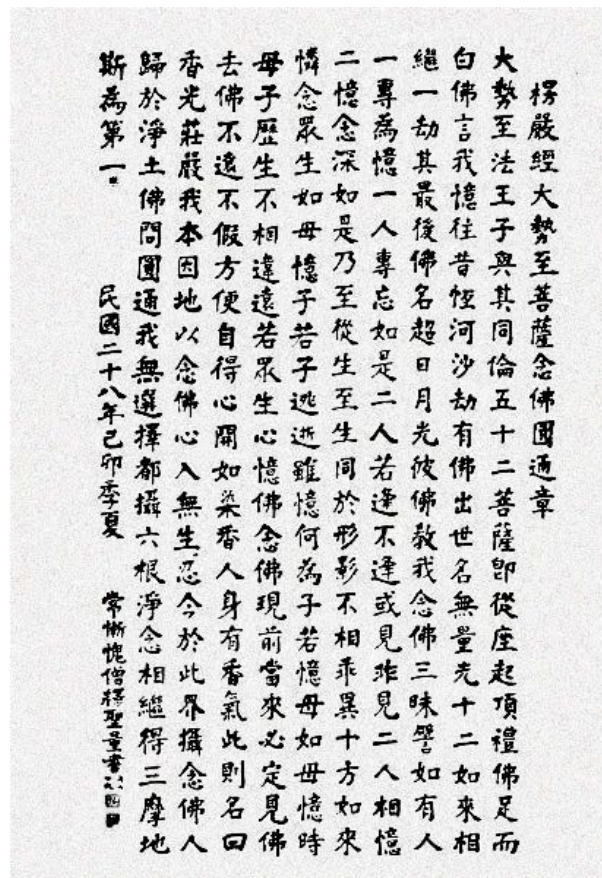 楞嚴經大勢至菩薩念佛圓通章
大勢至法王子與其同倫五十二菩薩即從座起頂禮佛足而
白佛言我憶往昔恆河沙劫有佛出世名無量光十二如來相
繼一劫其最後佛名超日月光彼佛教我念佛三昧譬如有人
一專為憶一人專忘如是二人若逢不逢或見非見二人相憶
二憶念深如是乃至從生至生同於形影不相乖異十方如來
憐念眾生如母憶子若子逃逝雖憶何為子若憶母如母憶時
母子歷生不相違遠若眾生心憶佛念佛現前當來必定見佛
去佛不遠不假方便自得心開如染香人身有香氣此則名曰
香光莊嚴我本因地以念佛心入無生忍今於此界攝念佛人
歸於淨土佛問圓通我無選擇都攝六根淨念相繼得三摩地
斯為第一 民國二十八年己卯季夏 常慚愧僧釋聖量書